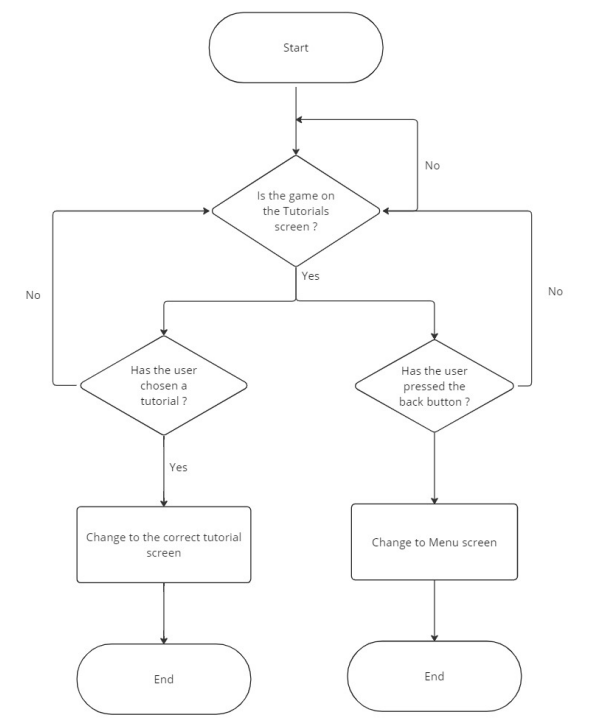 Start
No
Is the game on
the Tutorials
screen ?
Yes
No
No
Has the user
chosen a
tutorial ?
Has the user
pressed the
back button ?
Yes
Change to the correct tutorial
screen
Change to Menu screen
End
End